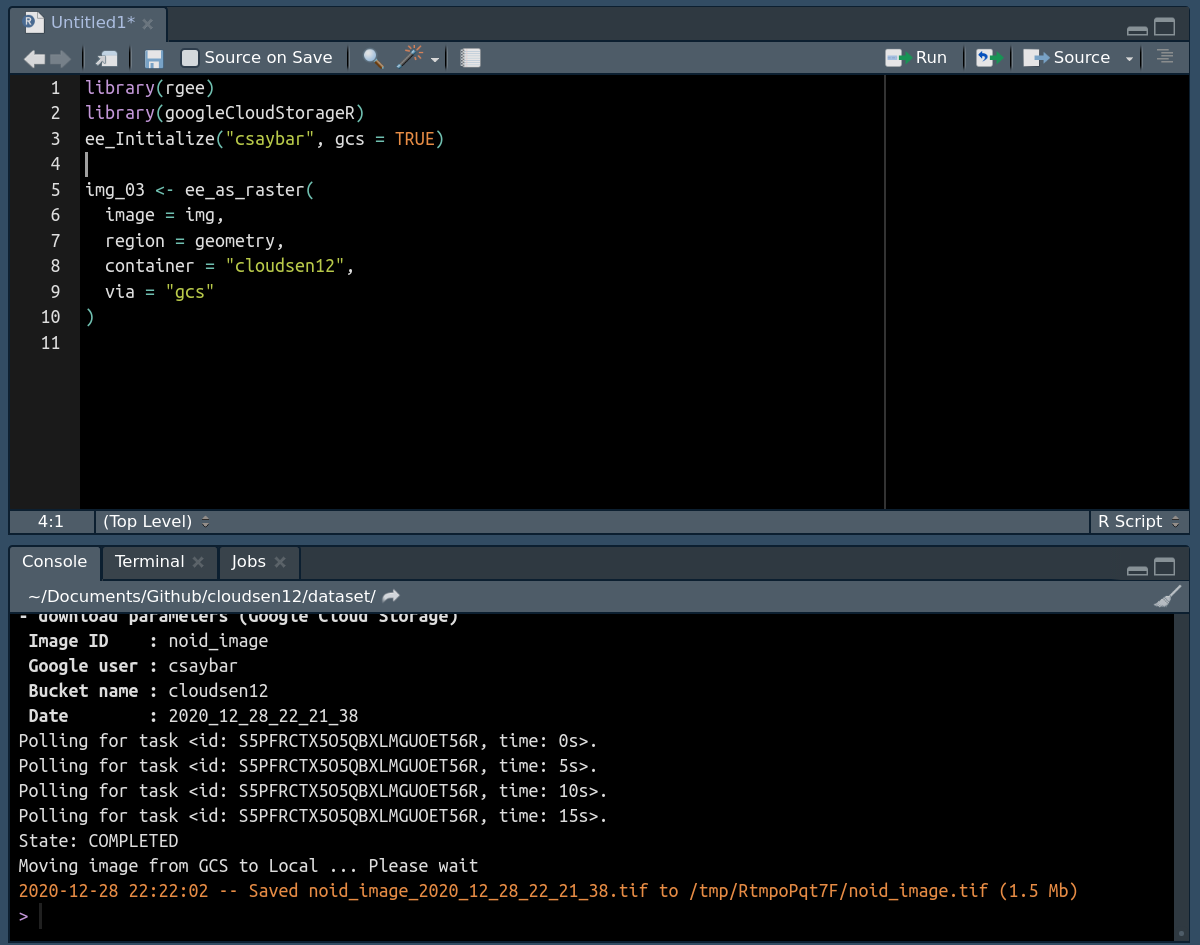 Untitled1*
Source on Save Run Source
1 library(rgee)
2 library(googleCloudStorageR)
3 ee_Initialize("csaybar", gcs = TRUE)
4
5 img_03 <- ee_as_raster(
6   image = img,
7   region = geometry,
8   container = "cloudsen12",
9   via = "gcs"
10 )
11
4:1 (Top Level) R Script
Console Terminal Jobs
~/Documents/Github/cloudsen12/dataset/
- download parameters (Google Cloud Storage)
Image ID    : noid_image
Google user : csaybar
Bucket name : cloudsen12
Date        : 2020_12_28_22_21_38
Polling for task <id: S5PFRCTX5O5QBXLMGUOET56R, time: 0s>.
Polling for task <id: S5PFRCTX5O5QBXLMGUOET56R, time: 5s>.
Polling for task <id: S5PFRCTX5O5QBXLMGUOET56R, time: 10s>.
Polling for task <id: S5PFRCTX5O5QBXLMGUOET56R, time: 15s>.
State: COMPLETED
Moving image from GCS to Local ... Please wait
2020-12-28 22:22:02 -- Saved noid_image_2020_12_28_22_21_38.tif to /tmp/RtmpoPqt7F/noid_image.tif (1.5 Mb)
>